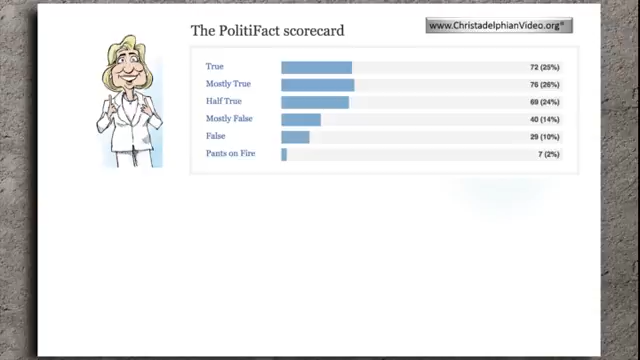 The PolitiFact scorecard
www.ChristadelphianVideo.org®
True 72 (25%)
Mostly True 76 (26%)
Half True 69 (24%)
Mostly False 40 (14%)
False 29 (10%)
Pants on Fire 7 (2%)